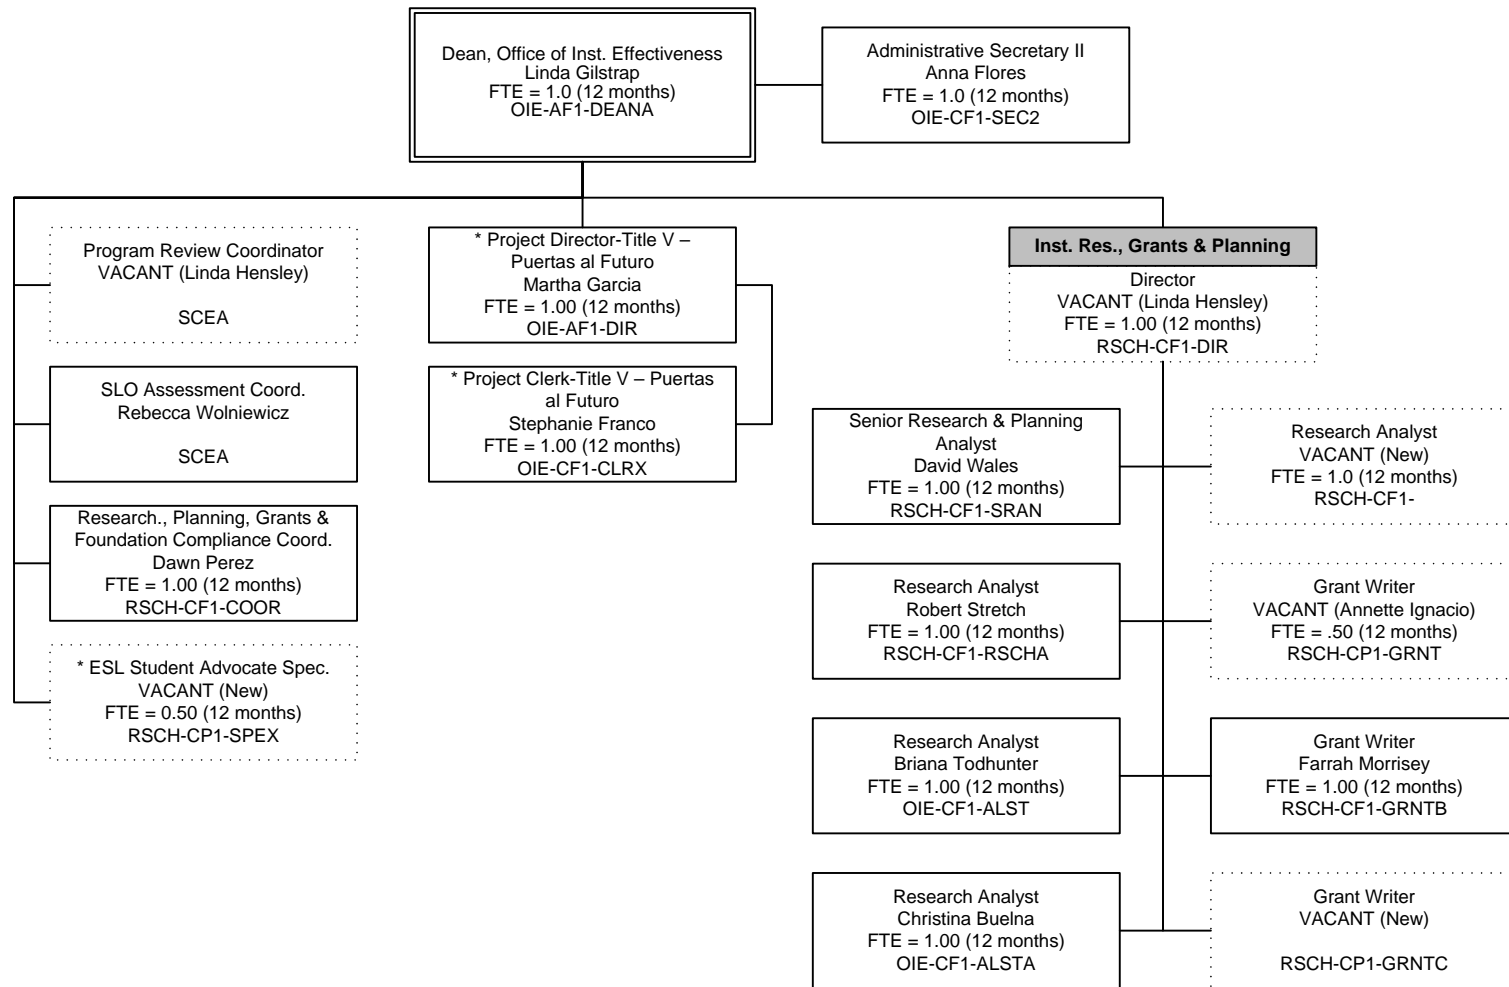 Dean, Office of Inst. Effectiveness
Linda Gilstrap
FTE = 1.0 (12 months)
OIE-AF1-DEANA
Administrative Secretary II
Anna Flores
FTE = 1.0 (12 months)
OIE-CF1-SEC2
Program Review Coordinator
VACANT (Linda Hensley)
SCEA
SLO Assessment Coord.
Rebecca Wolniewicz
SCEA
Research., Planning, Grants &
Foundation Compliance Coord.
Dawn Perez
FTE = 1.00 (12 months)
RSCH-CF1-COOR
* ESL Student Advocate Spec.
VACANT (New)
FTE = 0.50 (12 months)
RSCH-CP1-SPEX
* Project Director-Title V –
Puertas al Futuro
Martha Garcia
FTE = 1.00 (12 months)
OIE-AF1-DIR
* Project Clerk-Title V – Puertas
al Futuro
Stephanie Franco
FTE = 1.00 (12 months)
OIE-CF1-CLRX
Inst. Res., Grants & Planning
Director
VACANT (Linda Hensley)
FTE = 1.00 (12 months)
RSCH-CF1-DIR
Senior Research & Planning
Analyst
David Wales
FTE = 1.00 (12 months)
RSCH-CF1-SRAN
Research Analyst
VACANT (New)
FTE = 1.0 (12 months)
RSCH-CF1-
Research Analyst
Robert Stretch
FTE = 1.00 (12 months)
RSCH-CF1-RSCHA
Grant Writer
VACANT (Annette Ignacio)
FTE = .50 (12 months)
RSCH-CP1-GRNT
Research Analyst
Briana Todhunter
FTE = 1.00 (12 months)
OIE-CF1-ALST
Grant Writer
Farrah Morrisey
FTE = 1.00 (12 months)
RSCH-CF1-GRNTB
Research Analyst
Christina Buelna
FTE = 1.00 (12 months)
OIE-CF1-ALSTA
Grant Writer
VACANT (New)
RSCH-CP1-GRNTC